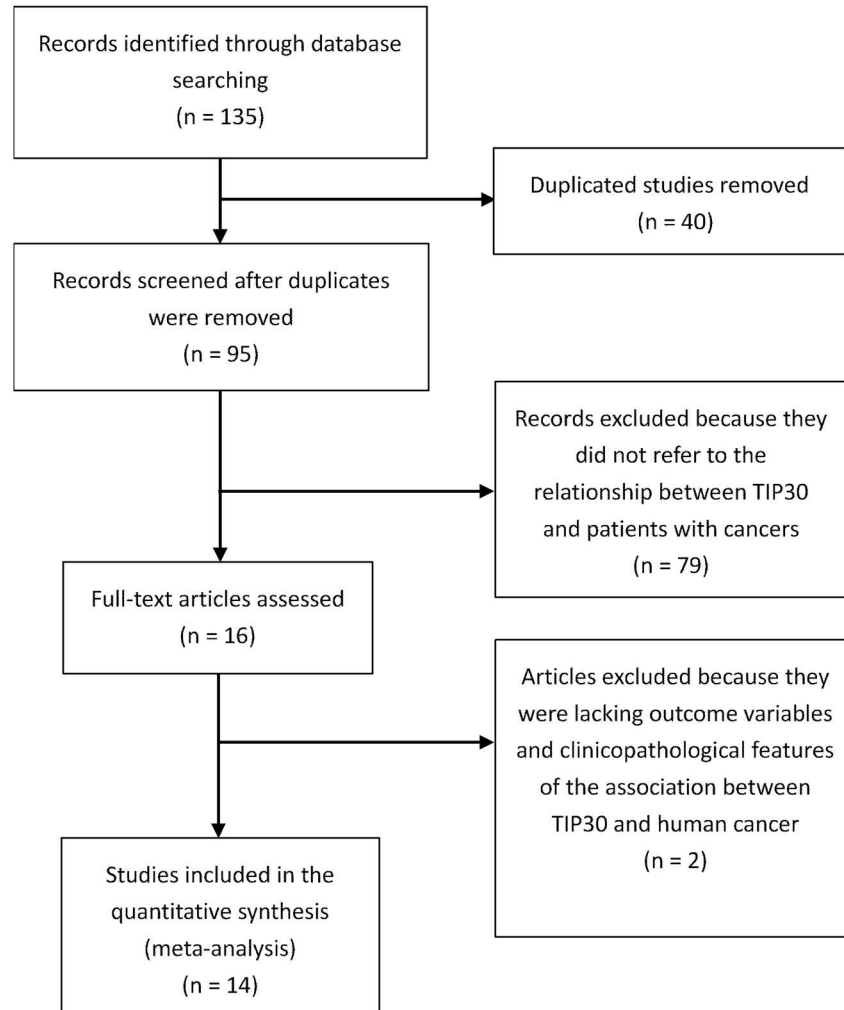 Records identified through database
searching
(n = 135)
Duplicated studies removed
(n = 40)
Records screened after duplicates
were removed
(n = 95)
Records excluded because they
did not refer to the
relationship between TIP30
and patients with cancers
(n = 79)
Full-text articles assessed
(n = 16)
Articles excluded because they
were lacking outcome variables
and clinicopathological features
of the association between
TIP30 and human cancer
(n = 2)
Studies included in the
quantitative synthesis
(meta-analysis)
(n = 14)